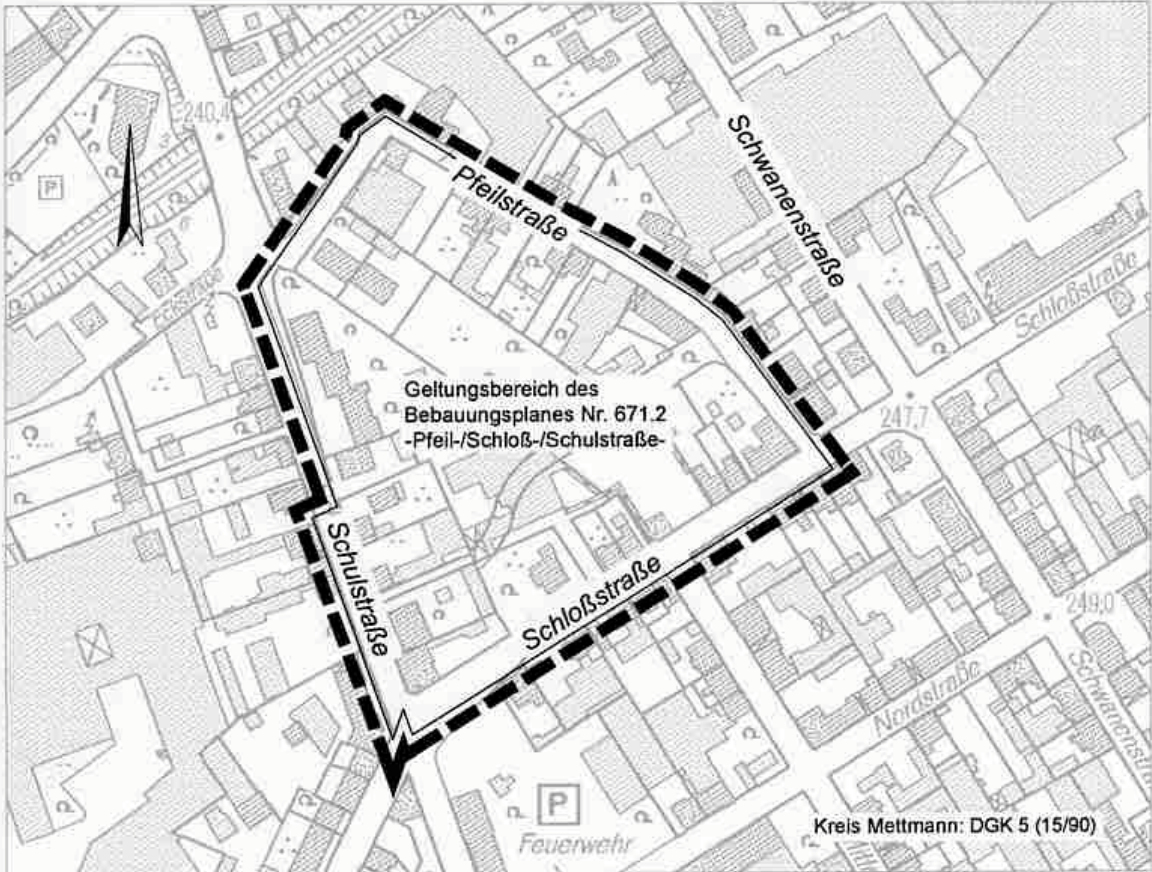 240,4
P
Schwanenstraße
Pfeilstraße
Schloßstraße
Geltungsbereich des
Bebauungsplanes Nr. 671.2
-Pfeil-/Schloß-/Schulstraße-
247,7
Schulstraße
Schloßstraße
249,0
Nordstraße
P
Feuerwehr
Kreis Mettmann: DGK 5 (15/90)